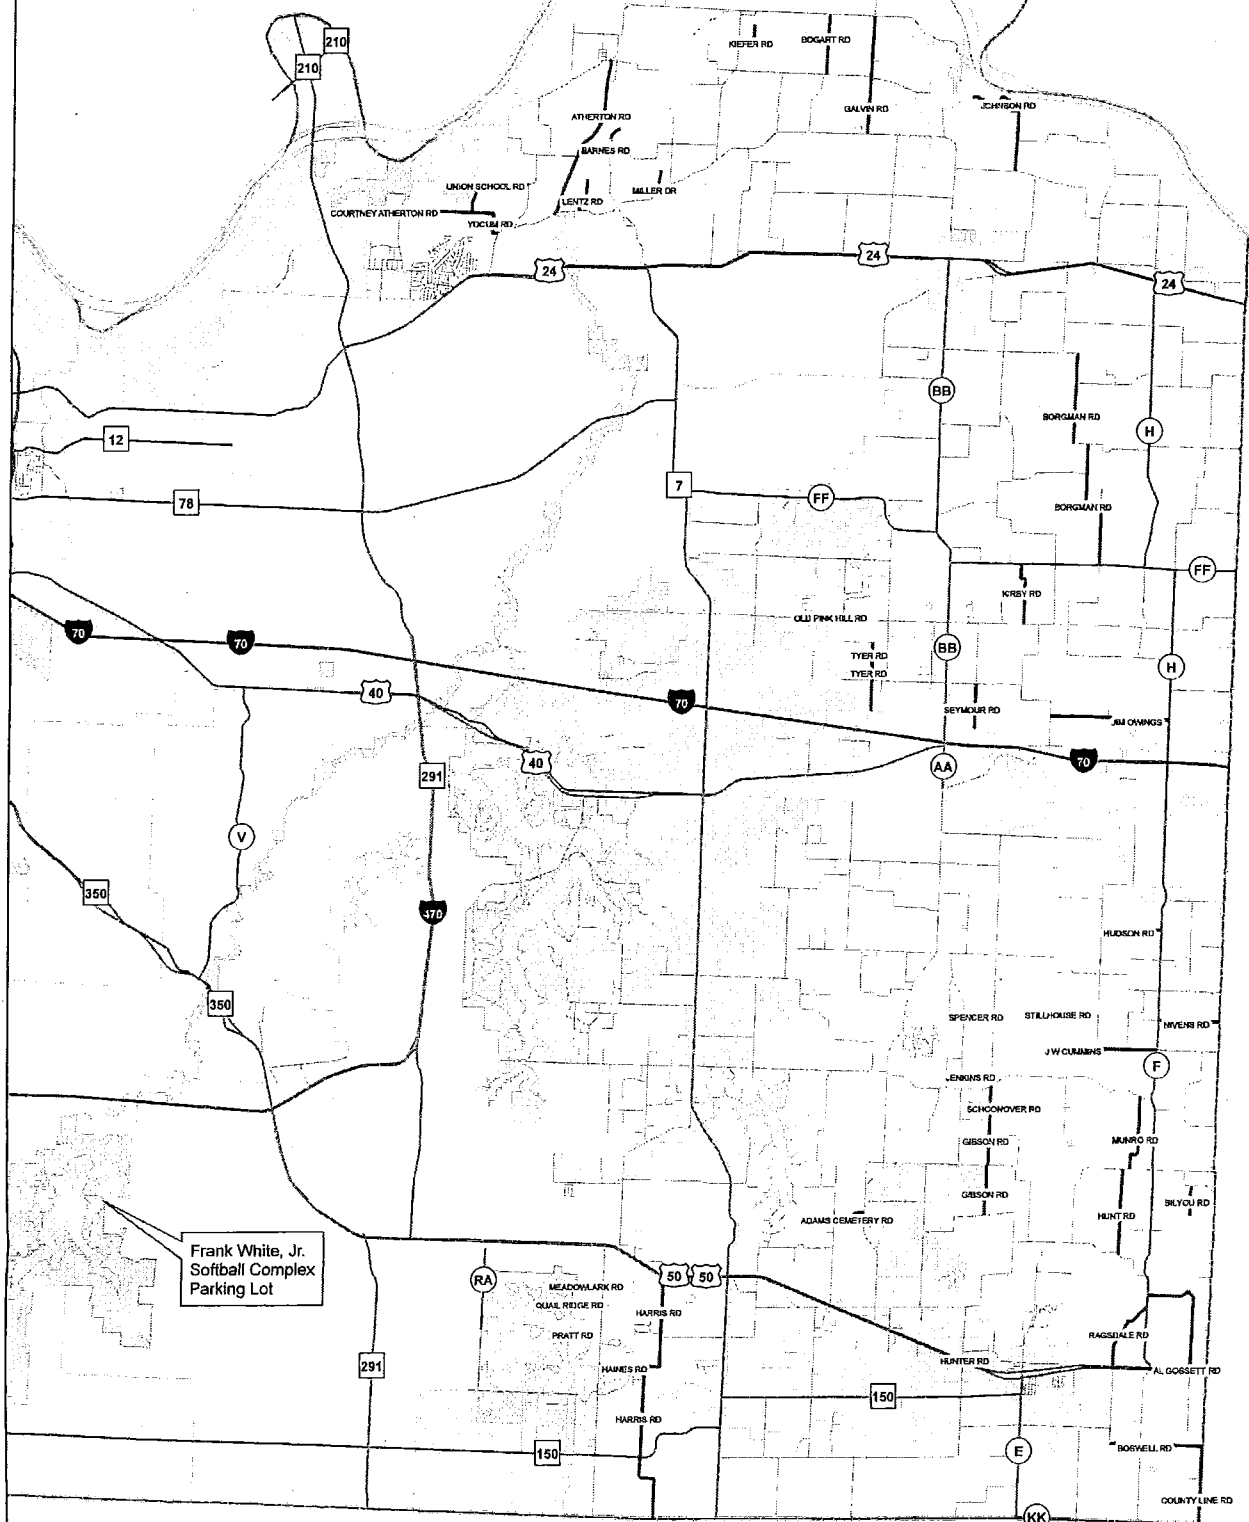 210
210
KIEFER RD
BOGART RD
GALVIN RD
JOHNSON RD
ATHERTON RD
BARNES RD
UNION SCHOOL RD
MILLER DR
LENTZ RD
COURTNEY ATHERTON RD
YOCUM RD
24
24
24
BB
BORGMAN RD
H
12
78
7
FF
BORGMAN RD
FF
KIRBY RD
OLD PINK HILL RD
70
70
BB
TYER RD
TYER RD
H
40
70
SEYMOUR RD
JIM OWINGS
40
AA
70
291
V
350
470
HUDSON RD
350
SPENCER RD
STILLHOUSE RD
NIVENS RD
J W CUMMINS
F
JENKINS RD
SCHOONOVER RD
GIBSON RD
MUNRO RD
GIBSON RD
BILYOU RD
HUNT RD
ADAMS CEMETERY RD
Frank White, Jr.
Softball Complex
Parking Lot
RA
50
50
MEADOWLARK RD
QUAIL RIDGE RD
HARRIS RD
PRATT RD
RAGSDALE RD
291
HAINES RD
HUNTER RD
AL GOSSETT RD
150
HARRIS RD
150
E
BOSWELL RD
COUNTY LINE RD
KK